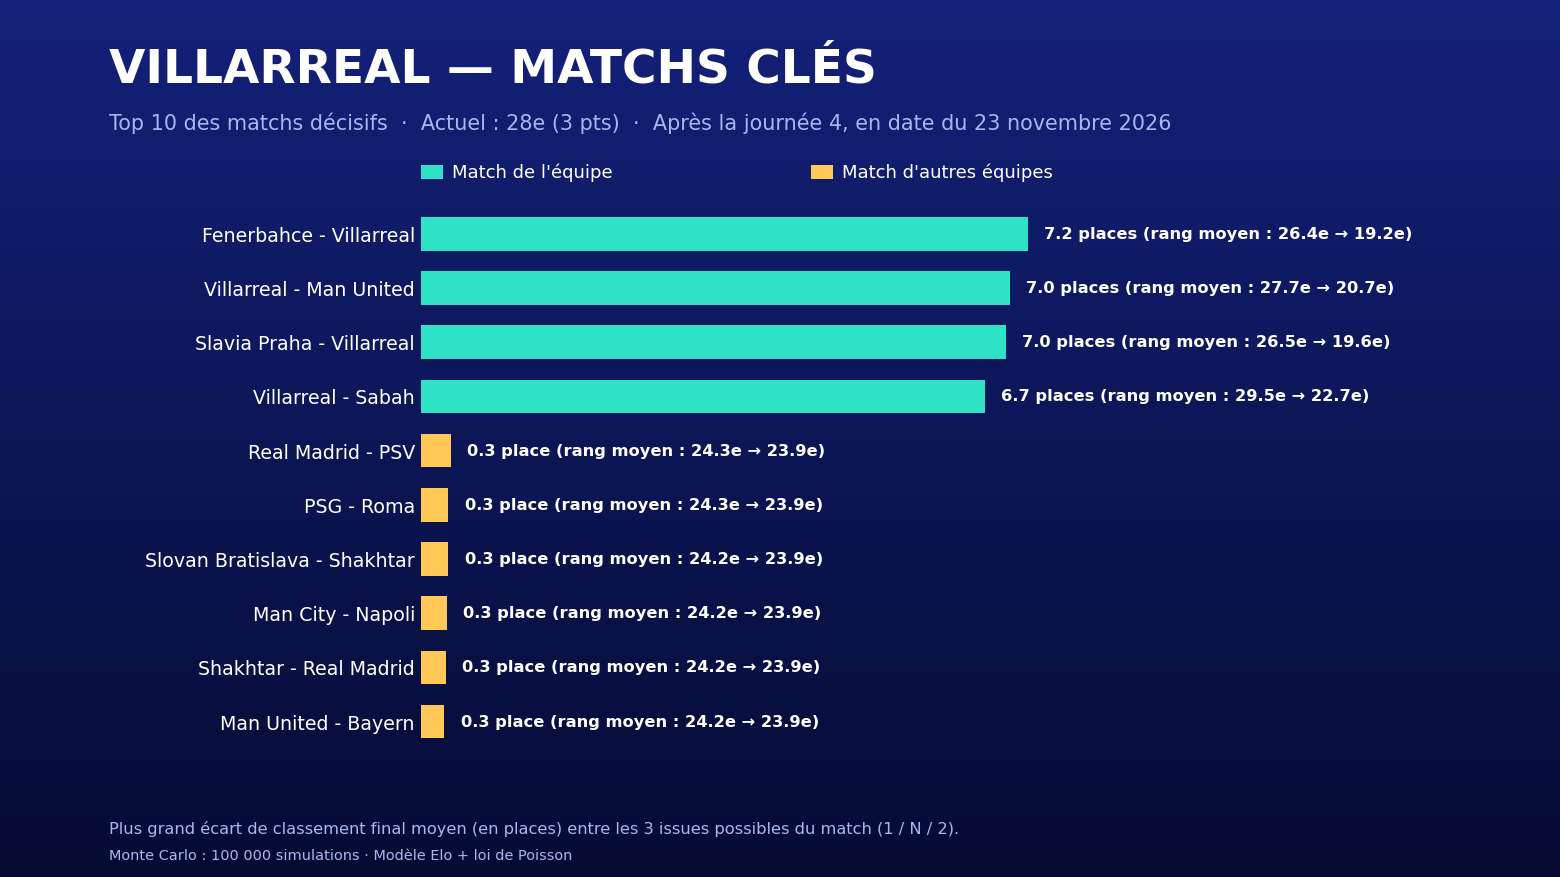 VILLARREAL — MATCHS CLÉS
Top 10 des matchs décisifs · Actuel : 28e (3 pts) · Après la journée 4, en date du 23 novembre 2026
Match de l'équipe
Match d'autres équipes
Fenerbahce - Villarreal 7.2 places (rang moyen : 26.4e → 19.2e)
Villarreal - Man United 7.0 places (rang moyen : 27.7e → 20.7e)
Slavia Praha - Villarreal 7.0 places (rang moyen : 26.5e → 19.6e)
Villarreal - Sabah 6.7 places (rang moyen : 29.5e → 22.7e)
Real Madrid - PSV 0.3 place (rang moyen : 24.3e → 23.9e)
PSG - Roma 0.3 place (rang moyen : 24.3e → 23.9e)
Slovan Bratislava - Shakhtar 0.3 place (rang moyen : 24.2e → 23.9e)
Man City - Napoli 0.3 place (rang moyen : 24.2e → 23.9e)
Shakhtar - Real Madrid 0.3 place (rang moyen : 24.2e → 23.9e)
Man United - Bayern 0.3 place (rang moyen : 24.2e → 23.9e)
Plus grand écart de classement final moyen (en places) entre les 3 issues possibles du match (1 / N / 2).
Monte Carlo : 100 000 simulations · Modèle Elo + loi de Poisson